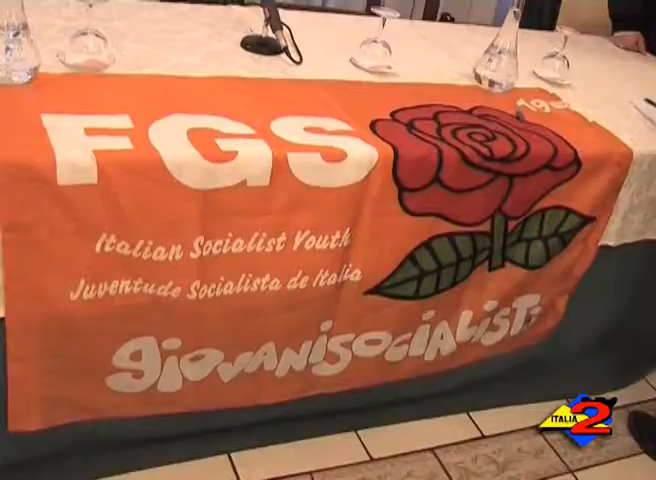 FGS
Italian Socialist Youth
Juventude Socialista de Italia
giovanisocialisti
ITALIA
2